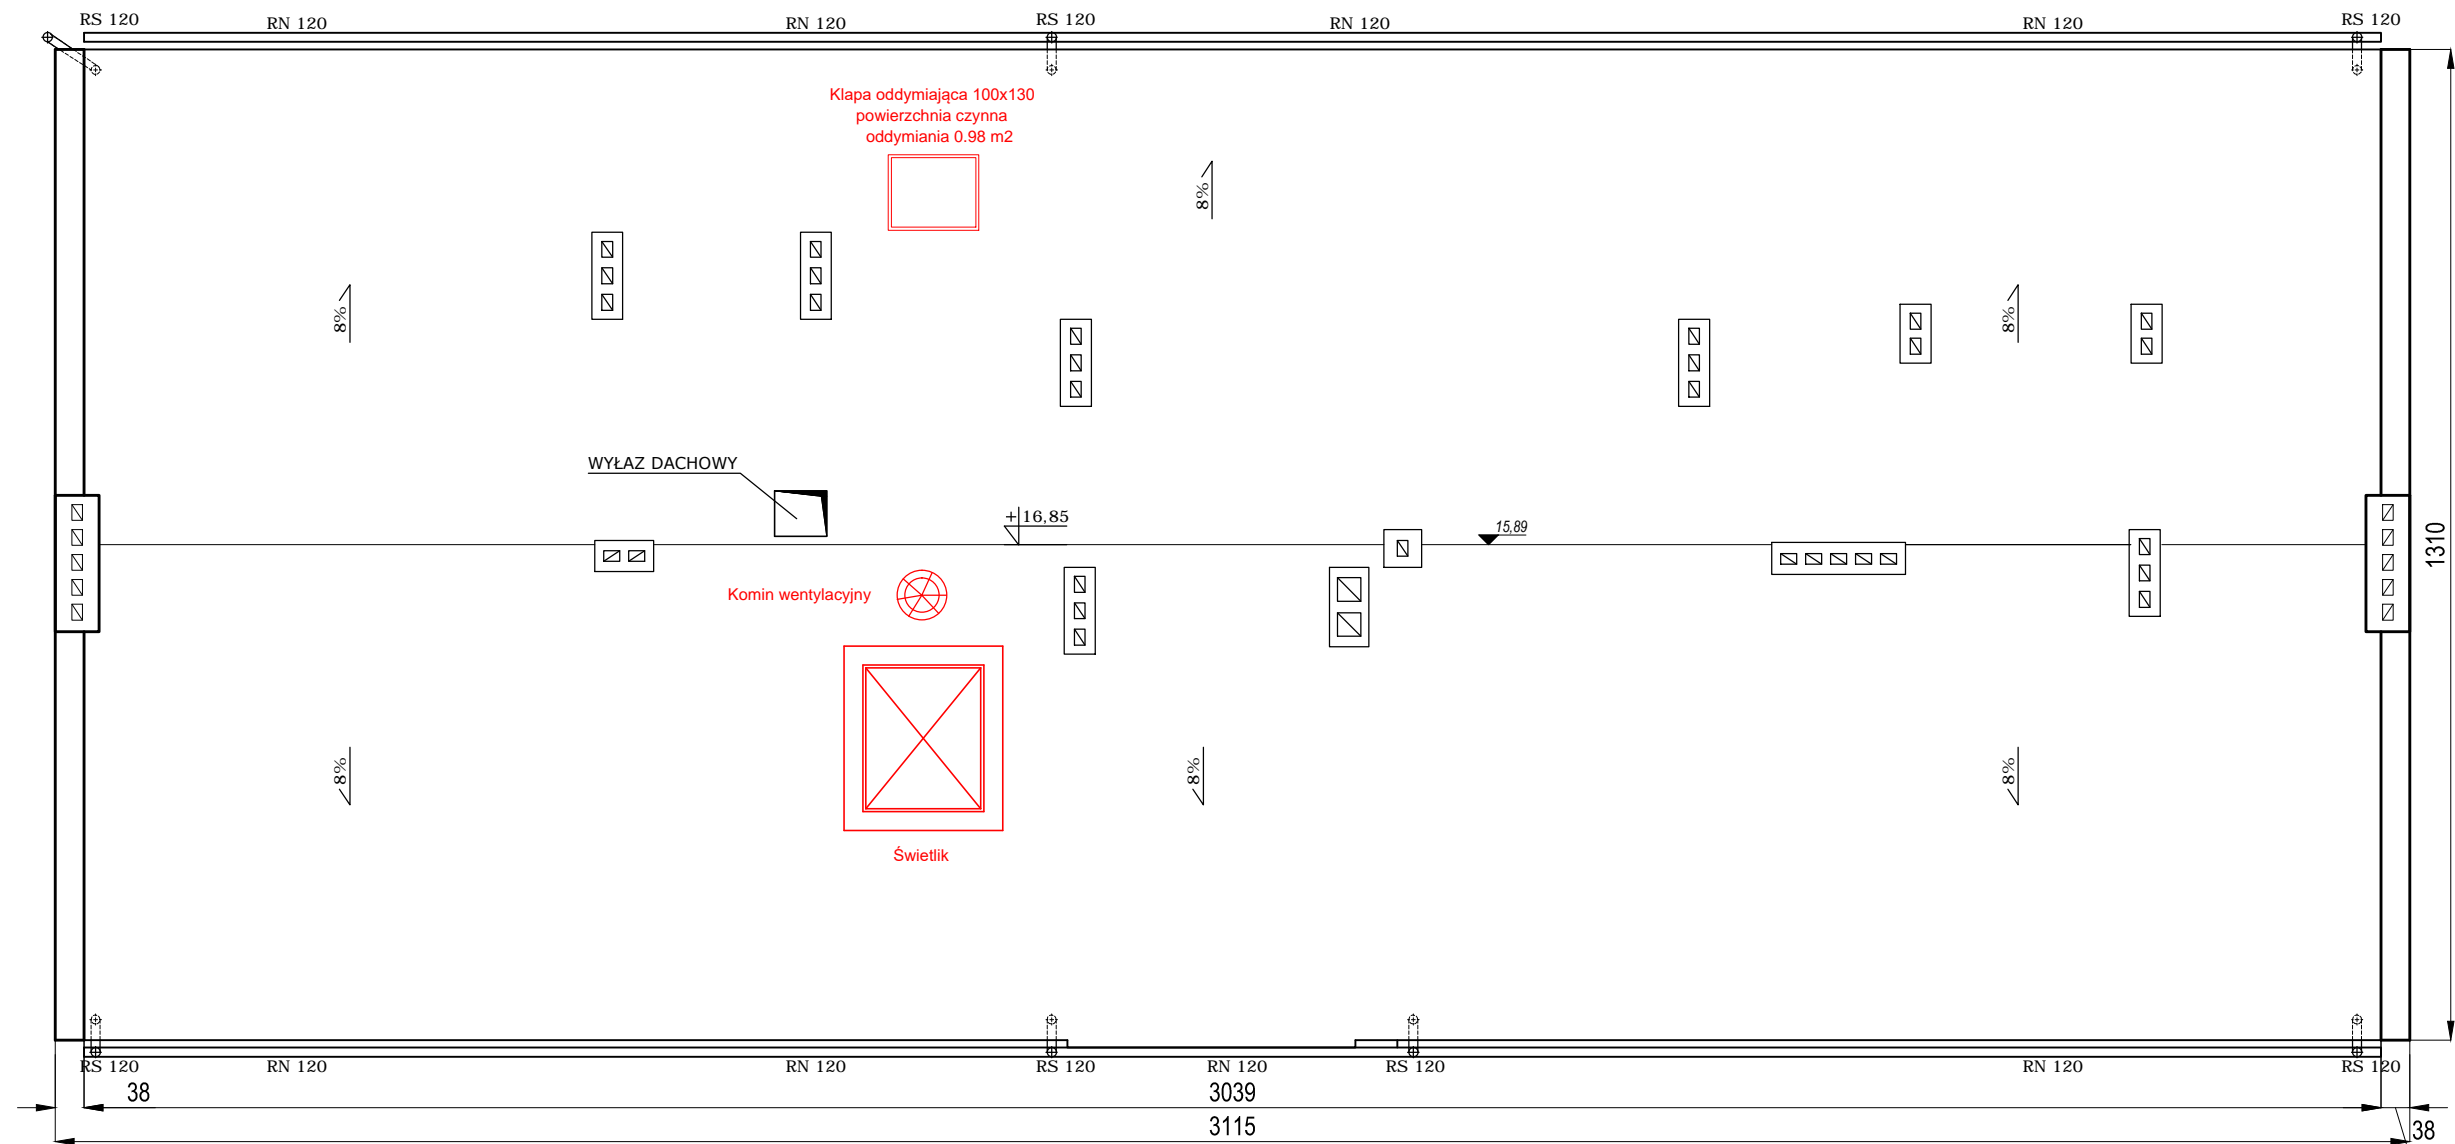 RS 120
RN 120
RN 120
RS 120
RN 120
RN 120
RS 120
Klapa oddymiająca 100x130
powierzchnia czynna
oddymiania 0.98 m2
8%
8%
8%
WYŁAZ DACHOWY
+16,85
15,89
1310
Komin wentylacyjny
8%
8%
8%
Świetlik
RS 120
RN 120
RN 120
RS 120
RN 120
RS 120
RN 120
RS 120
38
3039
3115
38